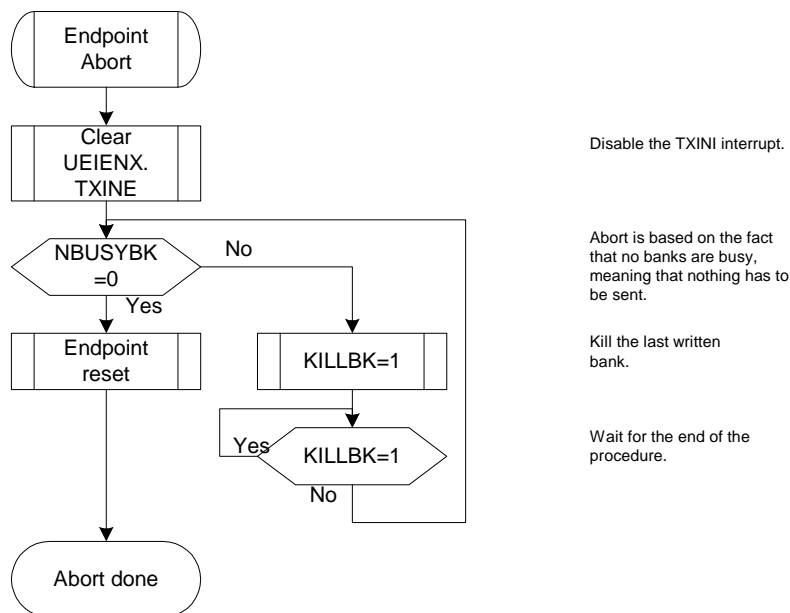 Endpoint
Abort
Clear
UEIENX.
TXINE
Disable the TXINI interrupt.
NBUSYBK
=0
No
Yes
Abort is based on the fact
that no banks are busy,
meaning that nothing has to
be sent.
Endpoint
reset
KILLBK=1
Kill the last written
bank.
Yes
KILLBK=1
No
Wait for the end of the
procedure.
Abort done